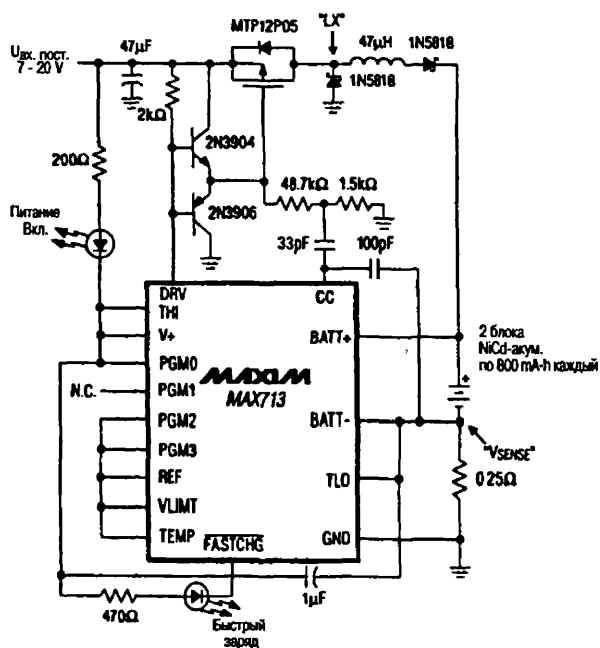 MTP12P05
"LX"
47μH
1N5818
Uвх. пост.
7 - 20 V
47μF
1N5818
2kΩ
2N3904
200Ω
48.7kΩ
1.5kΩ
Питание
Вкл.
2N3906
33pF
100pF
DRV
CC
THI
V+
BATT+
2 блока
NiCd-акум.
по 800 mA-h каждый
PGM0
MAXIM
MAX713
N.C.
PGM1
+
PGM2
BATT-
"VSENSE"
PGM3
REF
TLO
0.25Ω
VLIMT
TEMP
FASTCHG
GND
1μF
470Ω
Быстрый
заряд